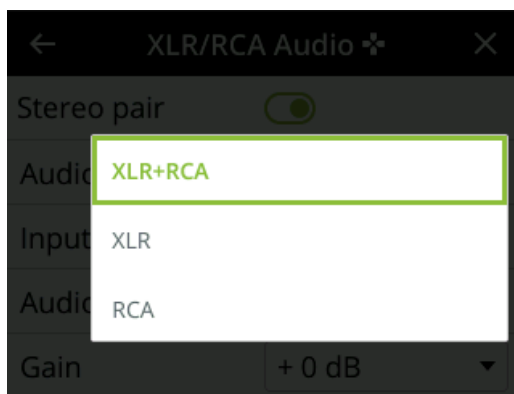 XLR/RCA Audio
Stereo pair
Audio
XLR+RCA
Input
XLR
Audio
RCA
Gain + 0 dB